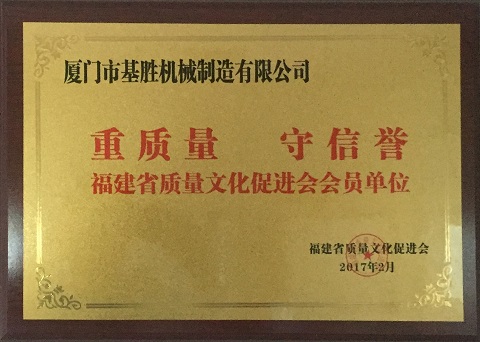 厦门市基胜机械制造有限公司
重质量 守信誉
福建省质量文化促进会会员单位
福建省质量文化促进会
2017年2月